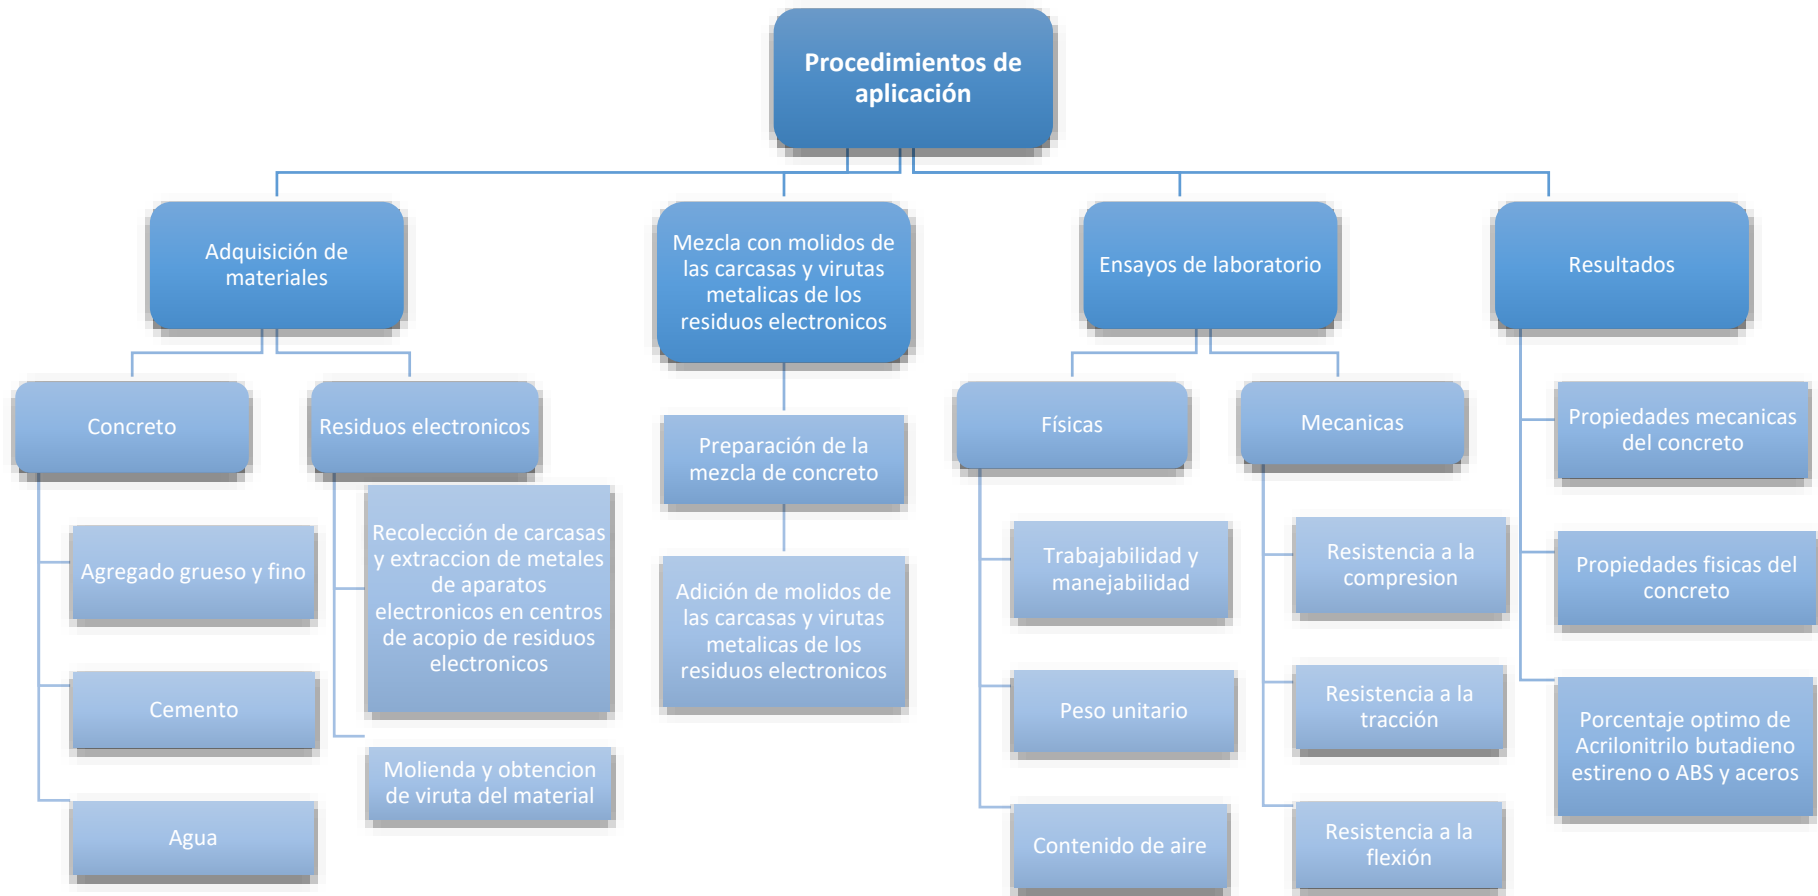 Procedimientos de
aplicación
Adquisición de
materiales
Concreto
Agregado grueso y fino
Cemento
Agua
Residuos electronicos
Recolección de carcasas
y extraccion de metales
de aparatos
electronicos en centros
de acopio de residuos
electronicos
Molienda y obtencion
de viruta del material
Mezcla con molidos de
las carcasas y virutas
metalicas de los
residuos electronicos
Preparación de la
mezcla de concreto
Adición de molidos de
las carcasas y virutas
metalicas de los
residuos electronicos
Ensayos de laboratorio
Físicas
Trabajabilidad y
manejabilidad
Peso unitario
Contenido de aire
Mecanicas
Resistencia a la
compresion
Resistencia a la
tracción
Resistencia a la
flexión
Resultados
Propiedades mecanicas
del concreto
Propiedades fisicas del
concreto
Porcentaje optimo de
Acrilonitrilo butadieno
estireno o ABS y aceros